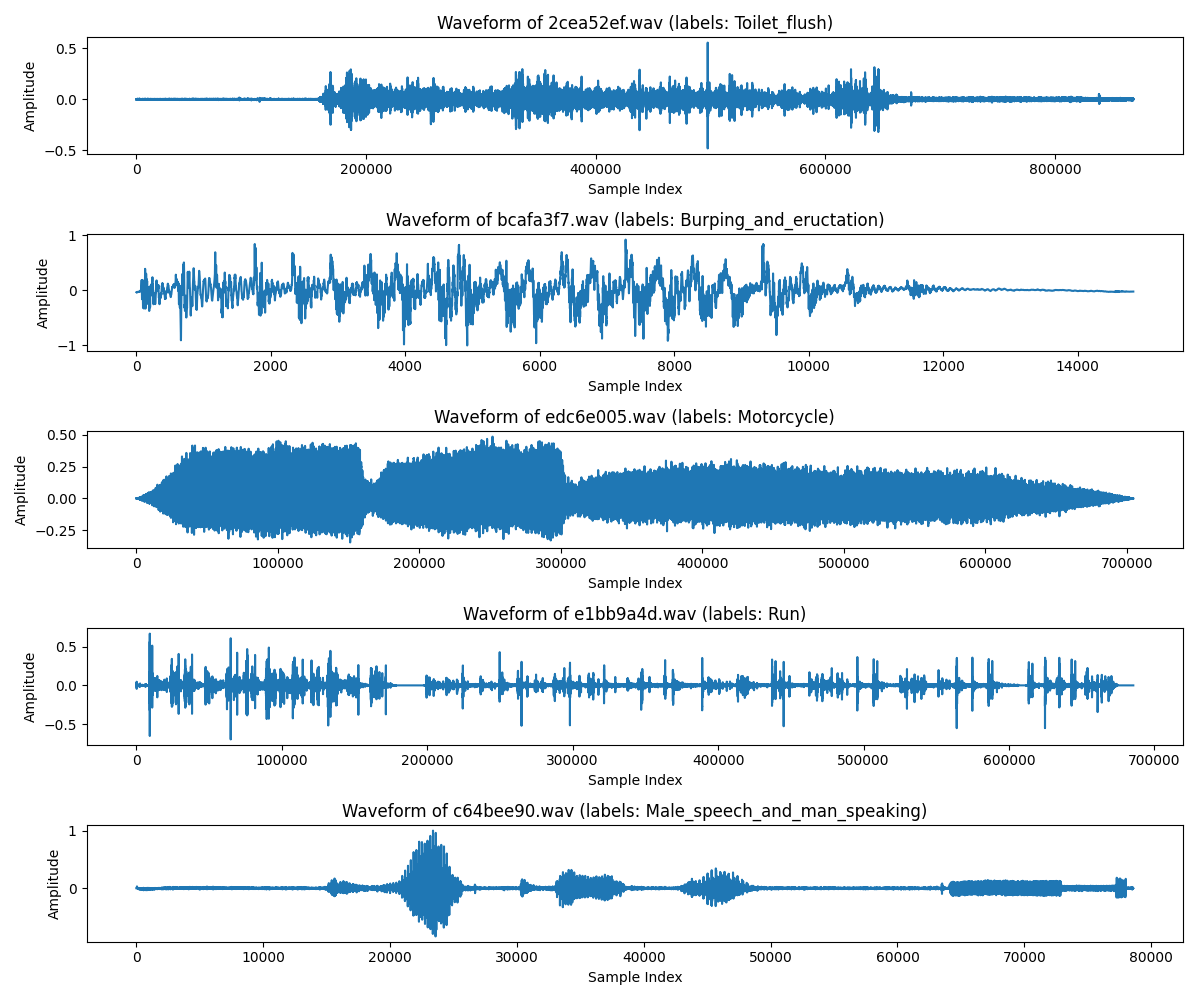 Waveform of 2cea52ef.wav (labels: Toilet_flush)
0.5
0.0
−0.5
Amplitude
0 200000 400000 600000 800000
Sample Index
Waveform of bcafa3f7.wav (labels: Burping_and_eructation)
1
0
−1
Amplitude
0 2000 4000 6000 8000 10000 12000 14000
Sample Index
Waveform of edc6e005.wav (labels: Motorcycle)
0.50
0.25
0.00
−0.25
Amplitude
0 100000 200000 300000 400000 500000 600000 700000
Sample Index
Waveform of e1bb9a4d.wav (labels: Run)
0.5
0.0
−0.5
Amplitude
0 100000 200000 300000 400000 500000 600000 700000
Sample Index
Waveform of c64bee90.wav (labels: Male_speech_and_man_speaking)
1
0
Amplitude
0 10000 20000 30000 40000 50000 60000 70000 80000
Sample Index